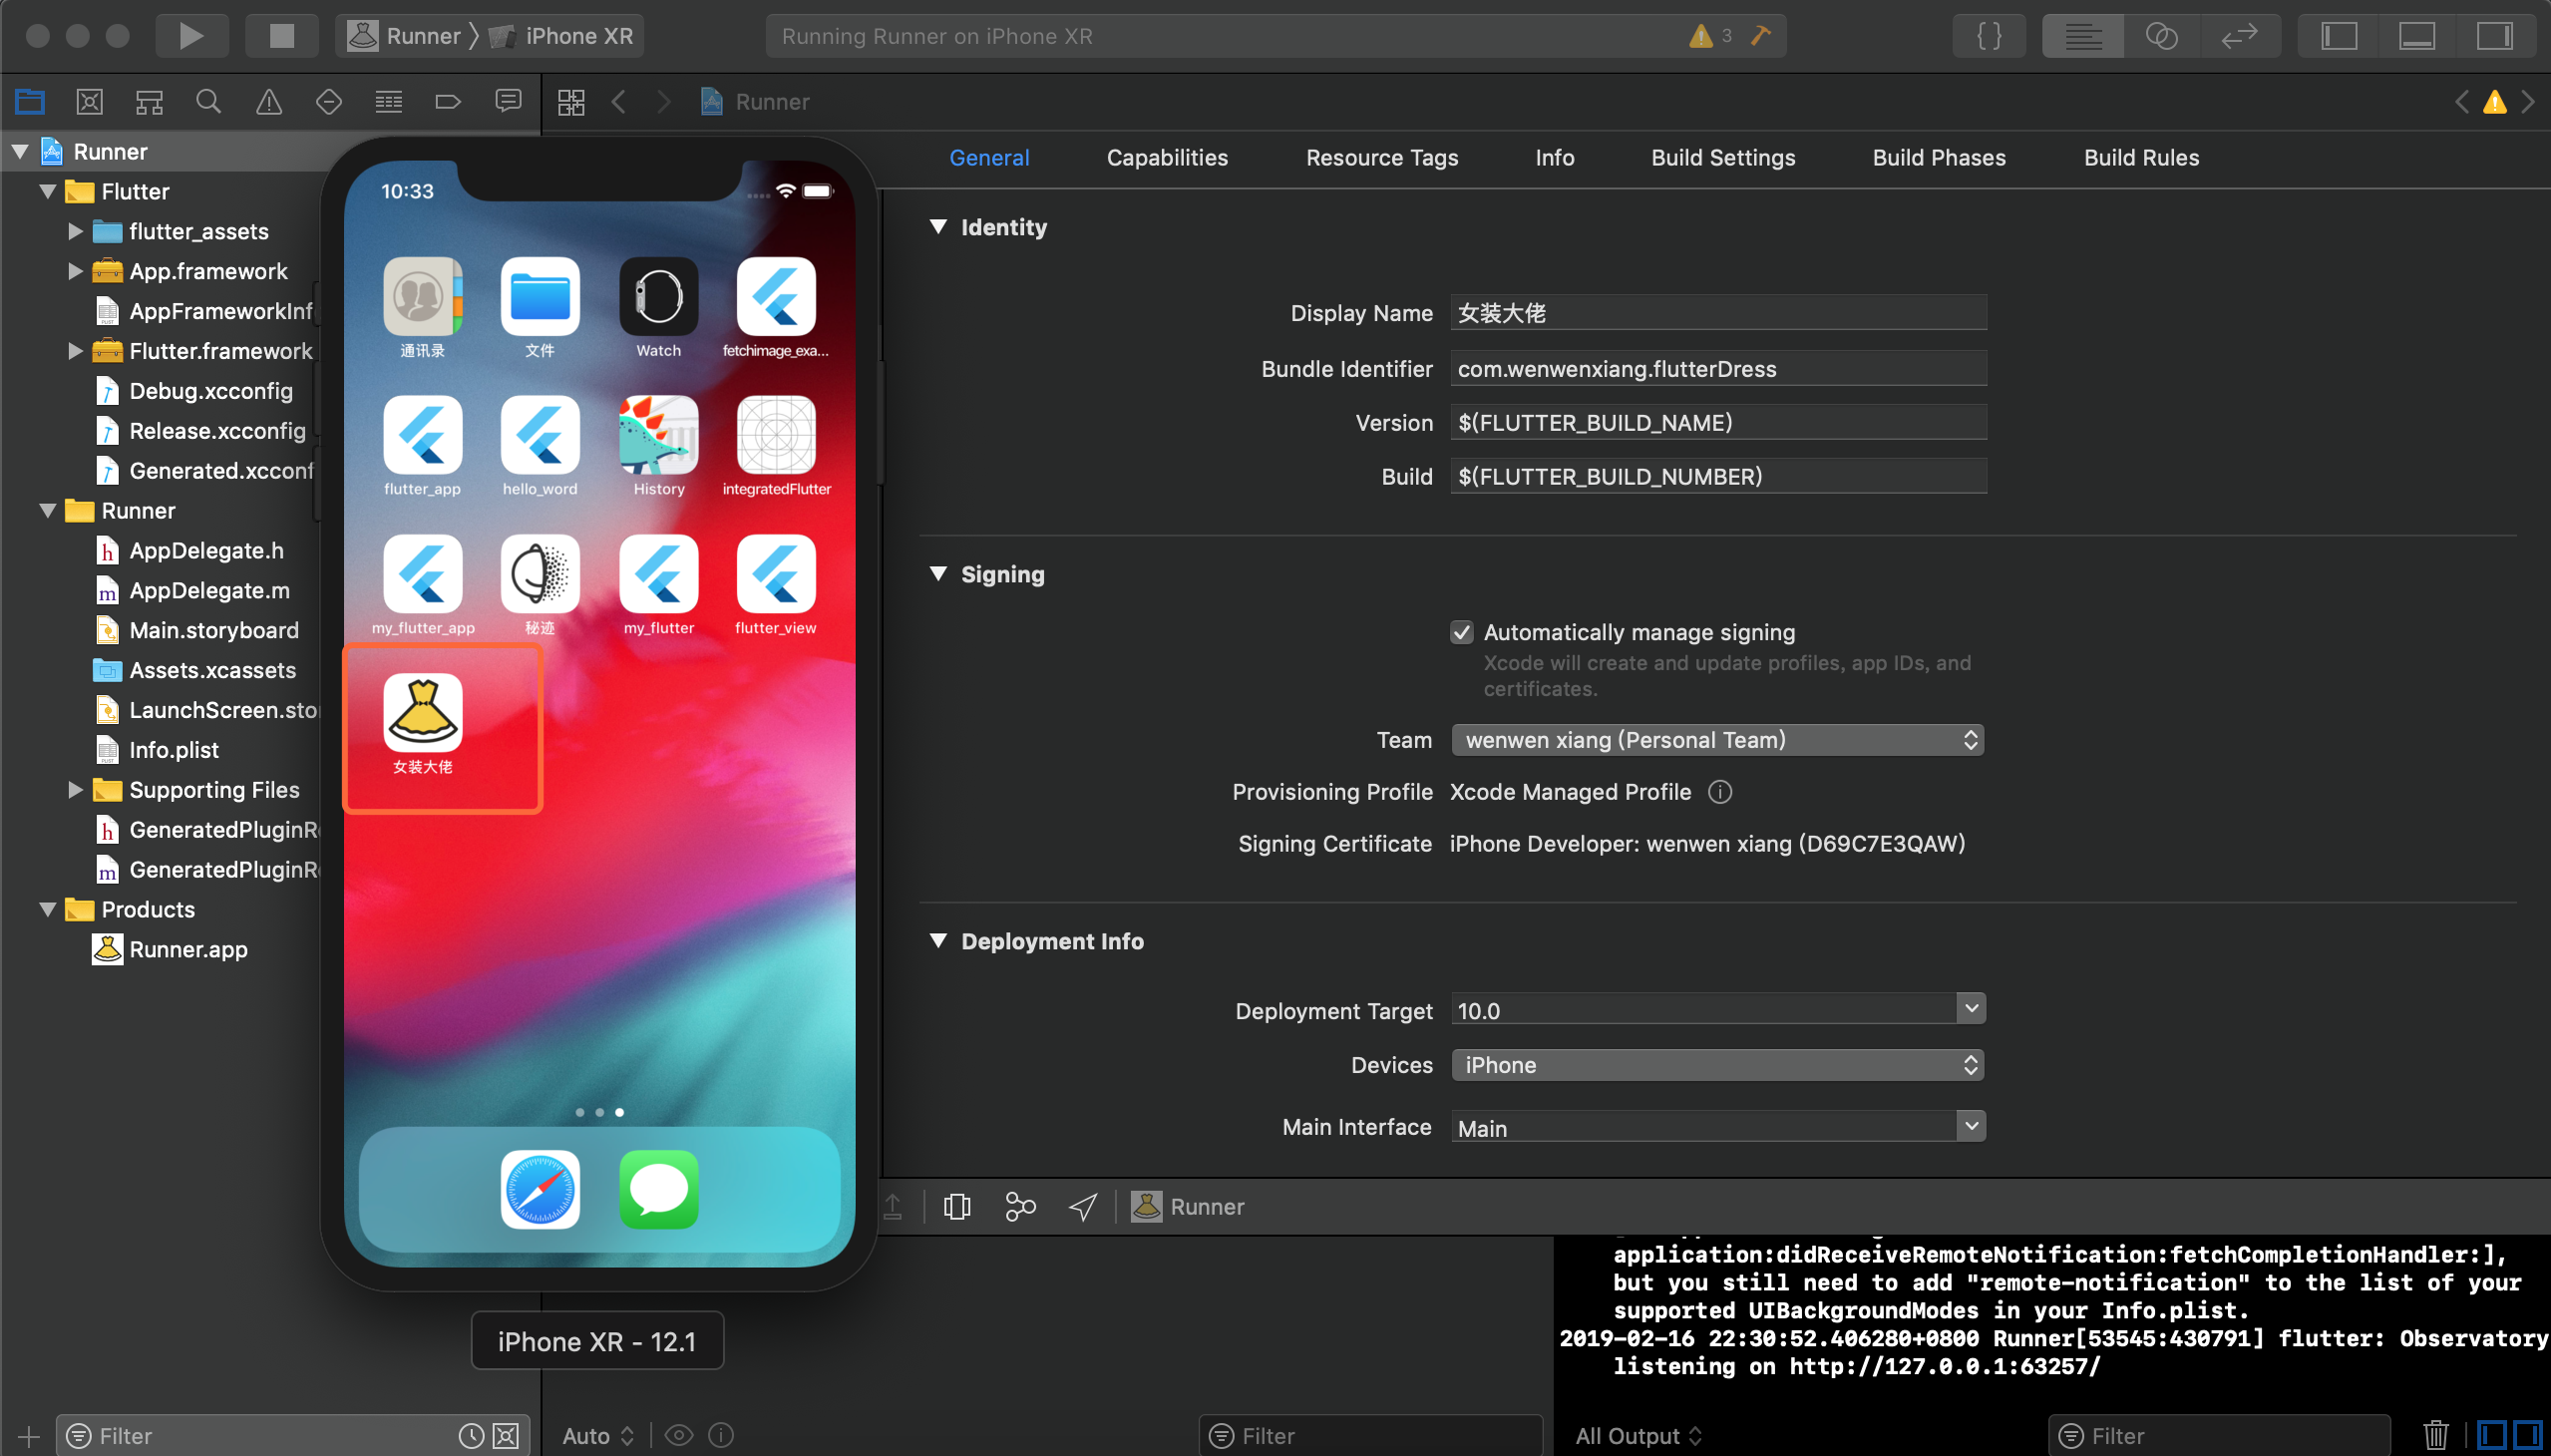 Runner 〉 iPhone XR
Running Runner on iPhone XR
3
Runner
General
Capabilities
Resource Tags
Info
Build Settings
Build Phases
Build Rules
Runner
Flutter
flutter_assets
App.framework
AppFrameworkInf
Flutter.framework
Debug.xcconfig
Release.xcconfig
Generated.xcconf
Runner
AppDelegate.h
AppDelegate.m
Main.storyboard
Assets.xcassets
LaunchScreen.sto
Info.plist
Supporting Files
GeneratedPluginR
GeneratedPluginR
Products
Runner.app
Filter
10:33
通讯录
文件
Watch
fetchimage_exa...
flutter_app
hello_word
History
integratedFlutter
my_flutter_app
秘迹
my_flutter
flutter_view
女装大佬
iPhone XR - 12.1
Identity
Display Name 女装大佬
Bundle Identifier com.wenwenxiang.flutterDress
Version $(FLUTTER_BUILD_NAME)
Build $(FLUTTER_BUILD_NUMBER)
Signing
Automatically manage signing
Xcode will create and update profiles, app IDs, and
certificates.
Team wenwen xiang (Personal Team)
Provisioning Profile Xcode Managed Profile
Signing Certificate iPhone Developer: wenwen xiang (D69C7E3QAW)
Deployment Info
Deployment Target 10.0
Devices iPhone
Main Interface Main
Runner
application:didReceiveRemoteNotification:fetchCompletionHandler:],
but you still need to add "remote-notification" to the list of your
supported UIBackgroundModes in your Info.plist.
2019-02-16 22:30:52.406280+0800 Runner[53545:430791] flutter: Observatory
listening on http://127.0.0.1:63257/
Auto
Filter
All Output
Filter